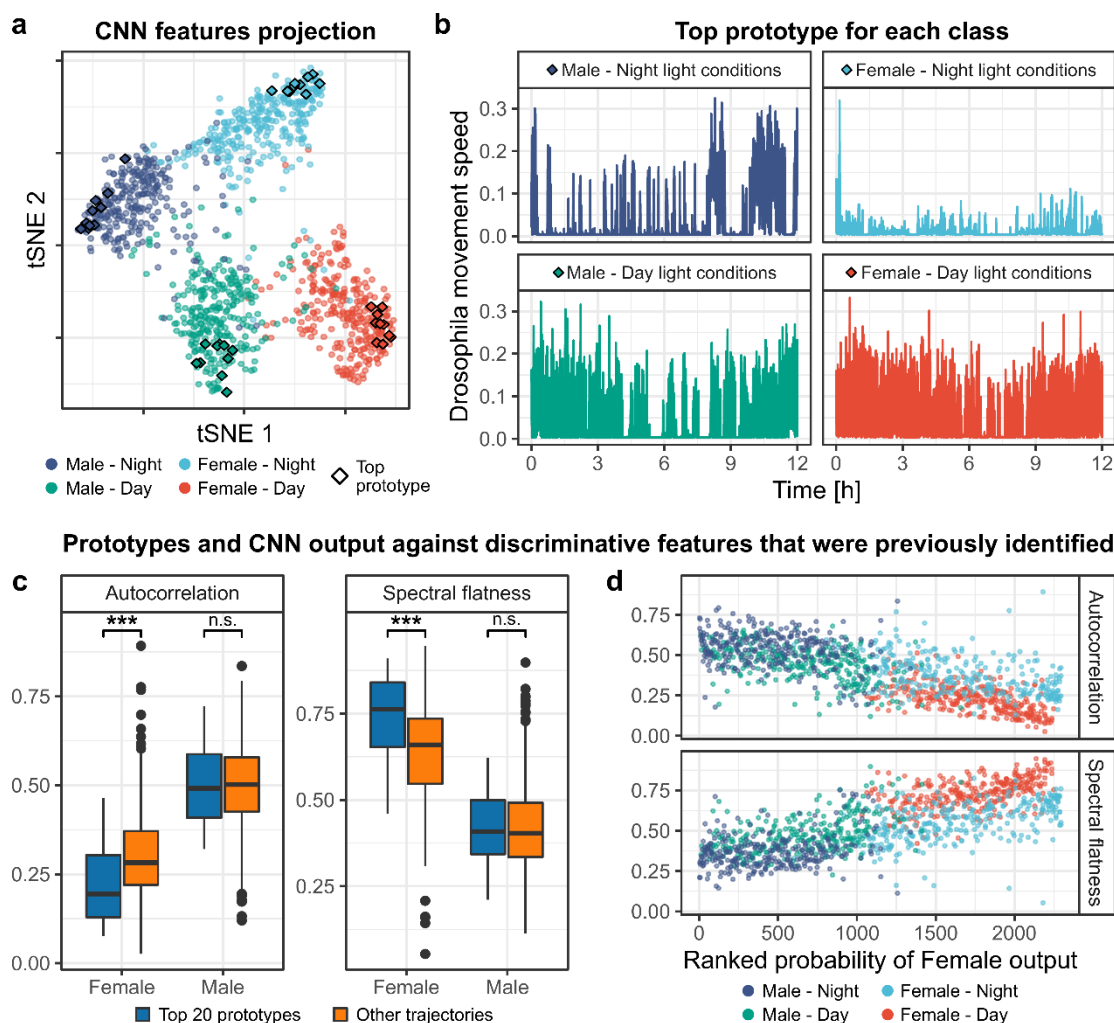 a
CNN features projection
tSNE 2
tSNE 1
Male - Night
Female - Night
Male - Day
Female - Day
Top prototype
b
Top prototype for each class
Male - Night light conditions
Female - Night light conditions
0.3
0.2
0.1
0.0
Male - Day light conditions
Female - Day light conditions
0.3
0.2
0.1
0.0
Drosophila movement speed
0 3 6 9 12
0 3 6 9 12
Time [h]
Prototypes and CNN output against discriminative features that were previously identified
c
Autocorrelation
Spectral flatness
*** n.s.
*** n.s.
0.75
0.50
0.25
0.00
0.75
0.50
0.25
Female Male
Female Male
Top 20 prototypes
Other trajectories
d
0.75
0.50
0.25
0.00
Autocorrelation
0.75
0.50
0.25
0.00
Spectral flatness
0 500 1000 1500 2000
Ranked probability of Female output
Male - Night
Female - Night
Male - Day
Female - Day